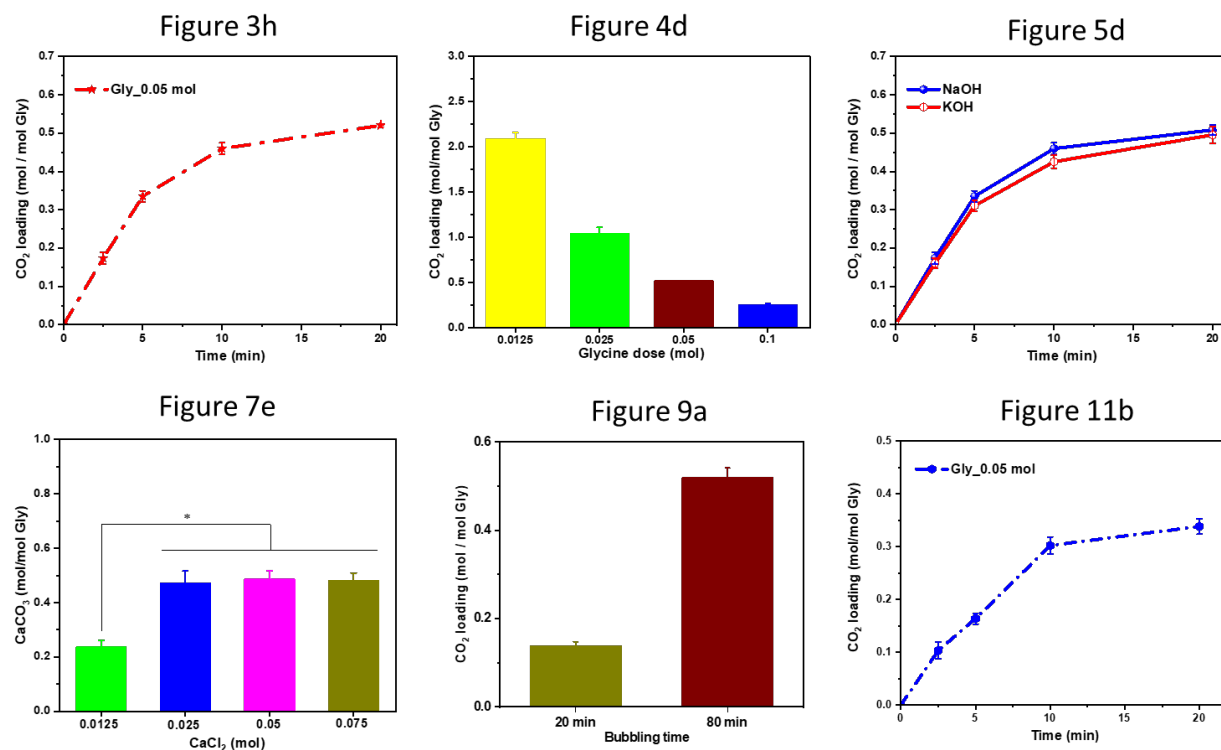 Figure 3h
CO2 loading (mol / mol Gly)
0.7
0.6
0.5
0.4
0.3
0.2
0.1
0.0
Gly_0.05 mol
0 5 10 15 20
Time (min)
Figure 4d
CO2 loading (mol/mol Gly)
3.0
2.5
2.0
1.5
1.0
0.5
0.0
0.0125 0.025 0.05 0.1
Glycine dose (mol)
Figure 5d
CO2 loading (mol / mol Gly)
0.7
0.6
0.5
0.4
0.3
0.2
0.1
0.0
NaOH
KOH
0 5 10 15 20
Time (min)
Figure 7e
CaCO3 (mol/mol Gly)
1.0
0.8
0.6
0.4
0.2
0.0
*
0.0125 0.025 0.05 0.075
CaCl2 (mol)
Figure 9a
CO2 loading (mol / mol Gly)
0.6
0.4
0.2
0.0
20 min 80 min
Bubbling time
Figure 11b
CO2 loading (mol/mol Gly)
0.5
0.4
0.3
0.2
0.1
0.0
Gly_0.05 mol
0 5 10 15 20
Time (min)